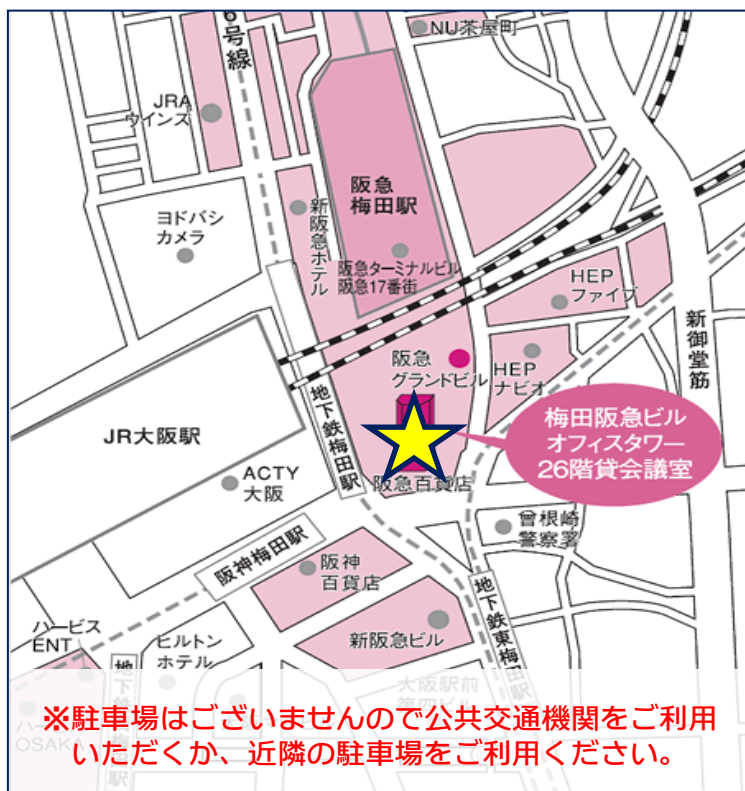 6号線
NU茶屋町
JRA
ウインズ
阪急
梅田駅
ヨドバシ
カメラ
新阪急ホテル
阪急ターミナルビル
阪急17番街
HEP
ファイブ
新御堂筋
阪急
グランドビル
HEP
ナビオ
地下鉄梅田駅
JR大阪駅
梅田阪急ビル
オフィスタワー
26階貸会議室
ACTY
大阪
阪急百貨店
曾根崎
警察署
阪神梅田駅
阪神
百貨店
地下鉄東梅田駅
新阪急ビル
ハービス
ENT
ヒルトン
ホテル
大阪駅前
OSAKA
※駐車場はございませんので公共交通機関をご利用
いただくか、近隣の駐車場をご利用ください。